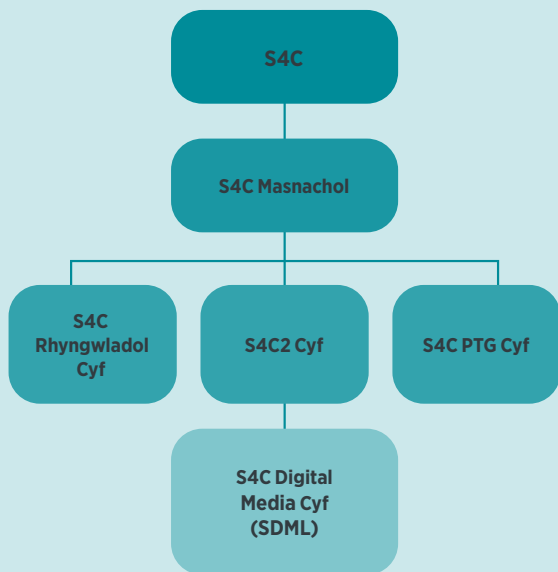 S4C
S4C Masnachol
S4C
Rhyngwladol
Cyf
S4C2 Cyf
S4C PTG Cyf
S4C Digital
Media Cyf
(SDML)